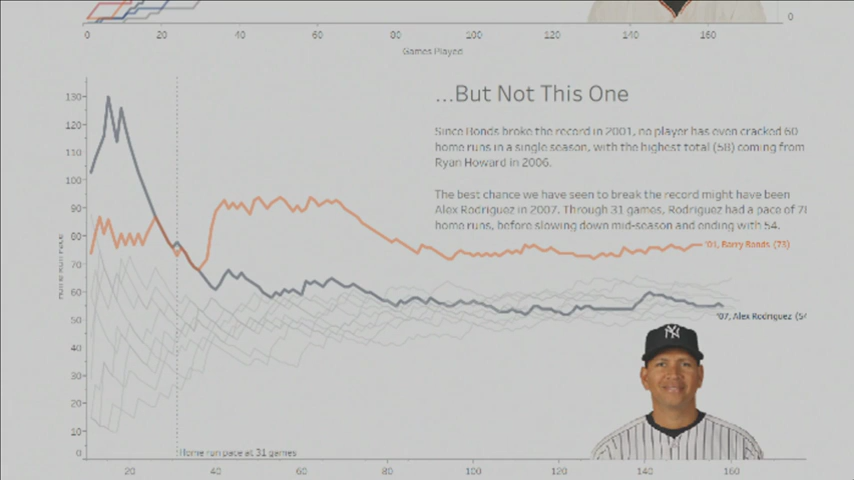 0
0 20 40 60 80 100 120 140 160
Games Played
...But Not This One
Since Bonds broke the record in 2001, no player has even cracked 60
home runs in a single season, with the highest total (58) coming from
Ryan Howard in 2006.
The best chance we have seen to break the record might have been
Alex Rodriguez in 2007. Through 31 games, Rodriguez had a pace of
home runs, before slowing down mid-season and ending with 54.
130
120
110
100
90
80
70
60
50
40
30
20
10
0
Home Run Pace
'01, Barry Bonds (73)
'07, Alex Rodriguez (54
NY
Home run pace at 31 games
20 40 60 80 100 120 140 160